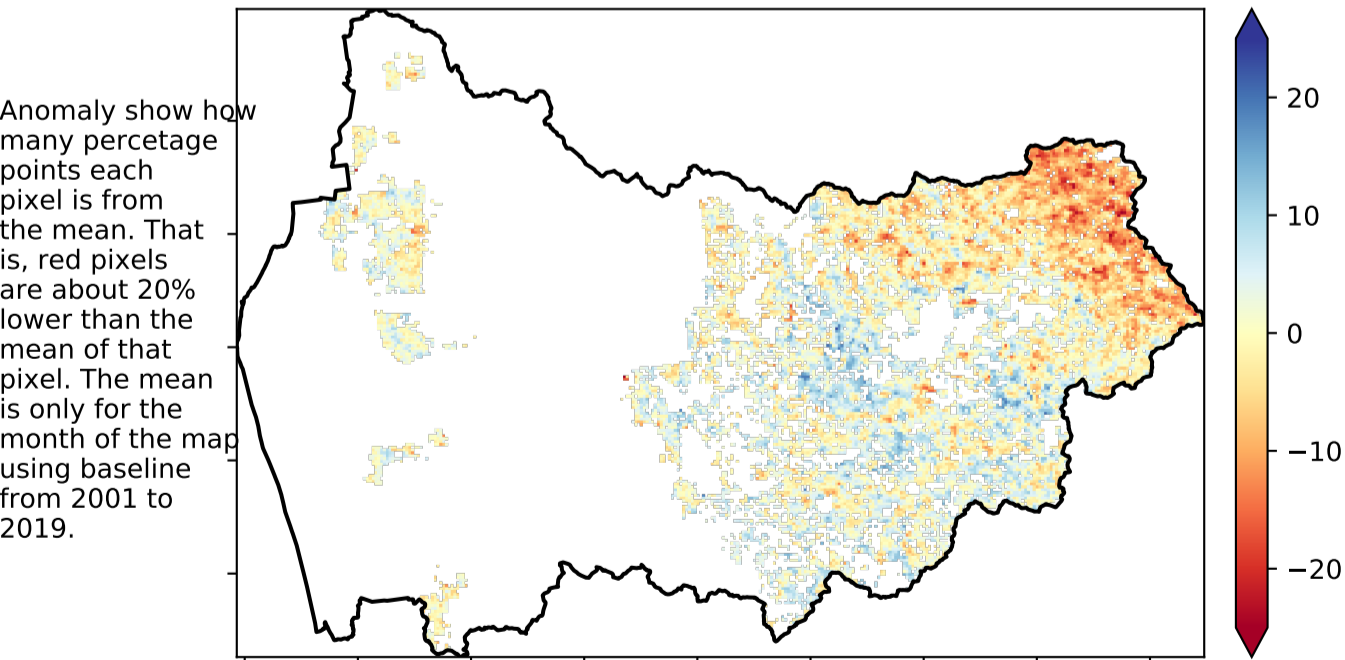 Anomaly show how
many percetage
points each
pixel is from
the mean. That
is, red pixels
are about 20%
lower than the
mean of that
pixel. The mean
is only for the
month of the map
using baseline
from 2001 to
2019.
20
10
0
−10
−20